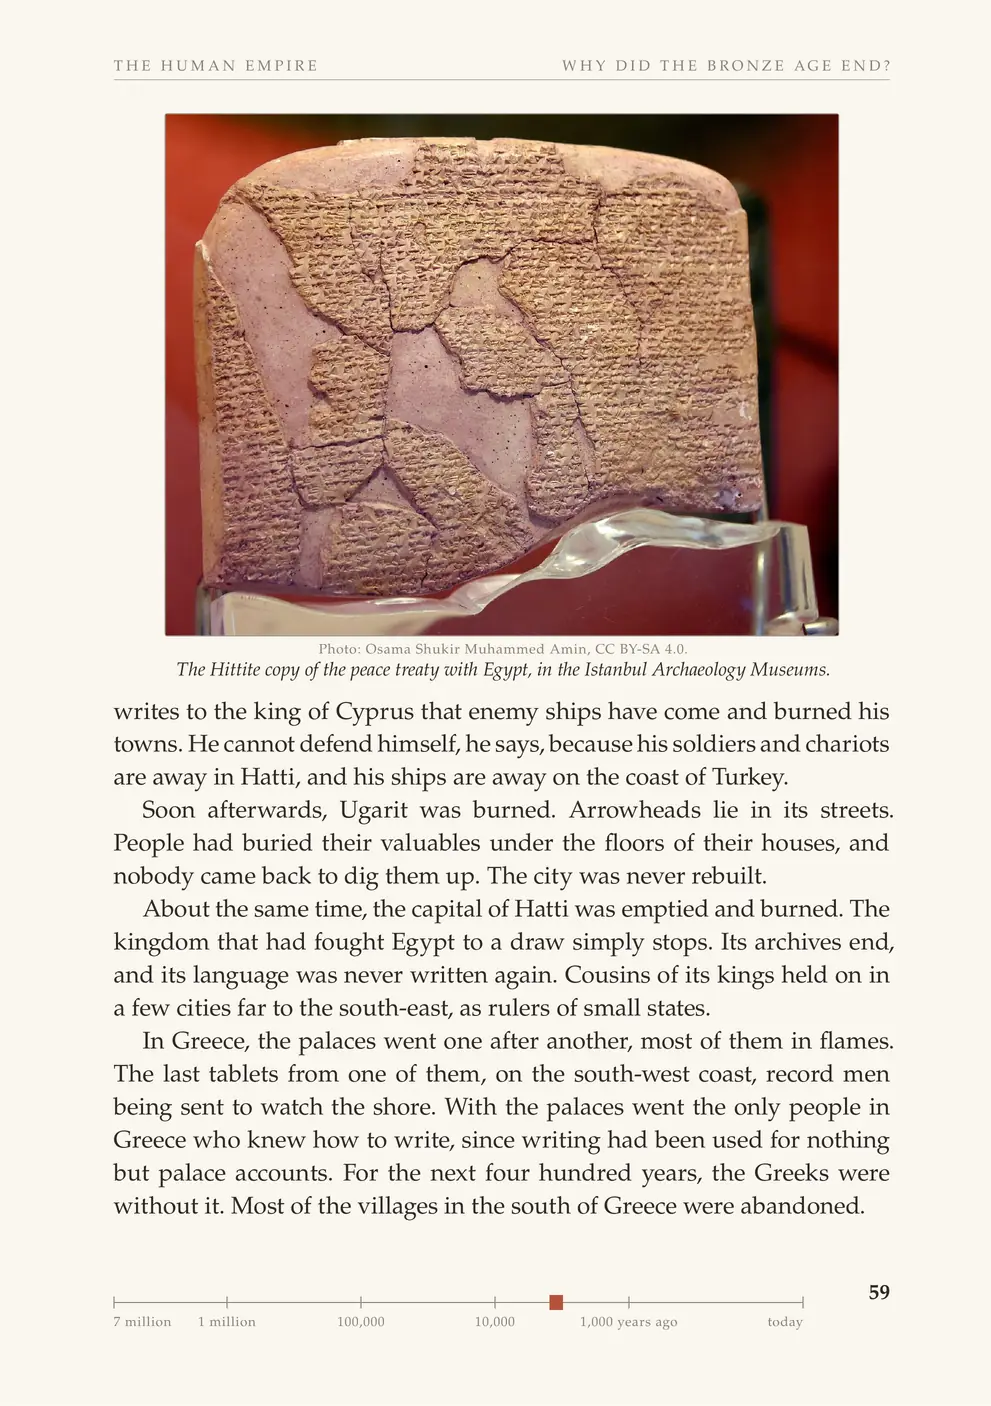 THE HUMAN EMPIRE
WHY DID THE BRONZE AGE END?
Photo: Osama Shukir Muhammed Amin, CC BY-SA 4.0.
The Hittite copy of the peace treaty with Egypt, in the Istanbul Archaeology Museums.
writes to the king of Cyprus that enemy ships have come and burned his
towns. He cannot defend himself, he says, because his soldiers and chariots
are away in Hatti, and his ships are away on the coast of Turkey.
Soon afterwards, Ugarit was burned. Arrowheads lie in its streets.
People had buried their valuables under the floors of their houses, and
nobody came back to dig them up. The city was never rebuilt.
About the same time, the capital of Hatti was emptied and burned. The
kingdom that had fought Egypt to a draw simply stops. Its archives end,
and its language was never written again. Cousins of its kings held on in
a few cities far to the south-east, as rulers of small states.
In Greece, the palaces went one after another, most of them in flames.
The last tablets from one of them, on the south-west coast, record men
being sent to watch the shore. With the palaces went the only people in
Greece who knew how to write, since writing had been used for nothing
but palace accounts. For the next four hundred years, the Greeks were
without it. Most of the villages in the south of Greece were abandoned.
59
7 million 1 million 100,000 10,000 1,000 years ago today